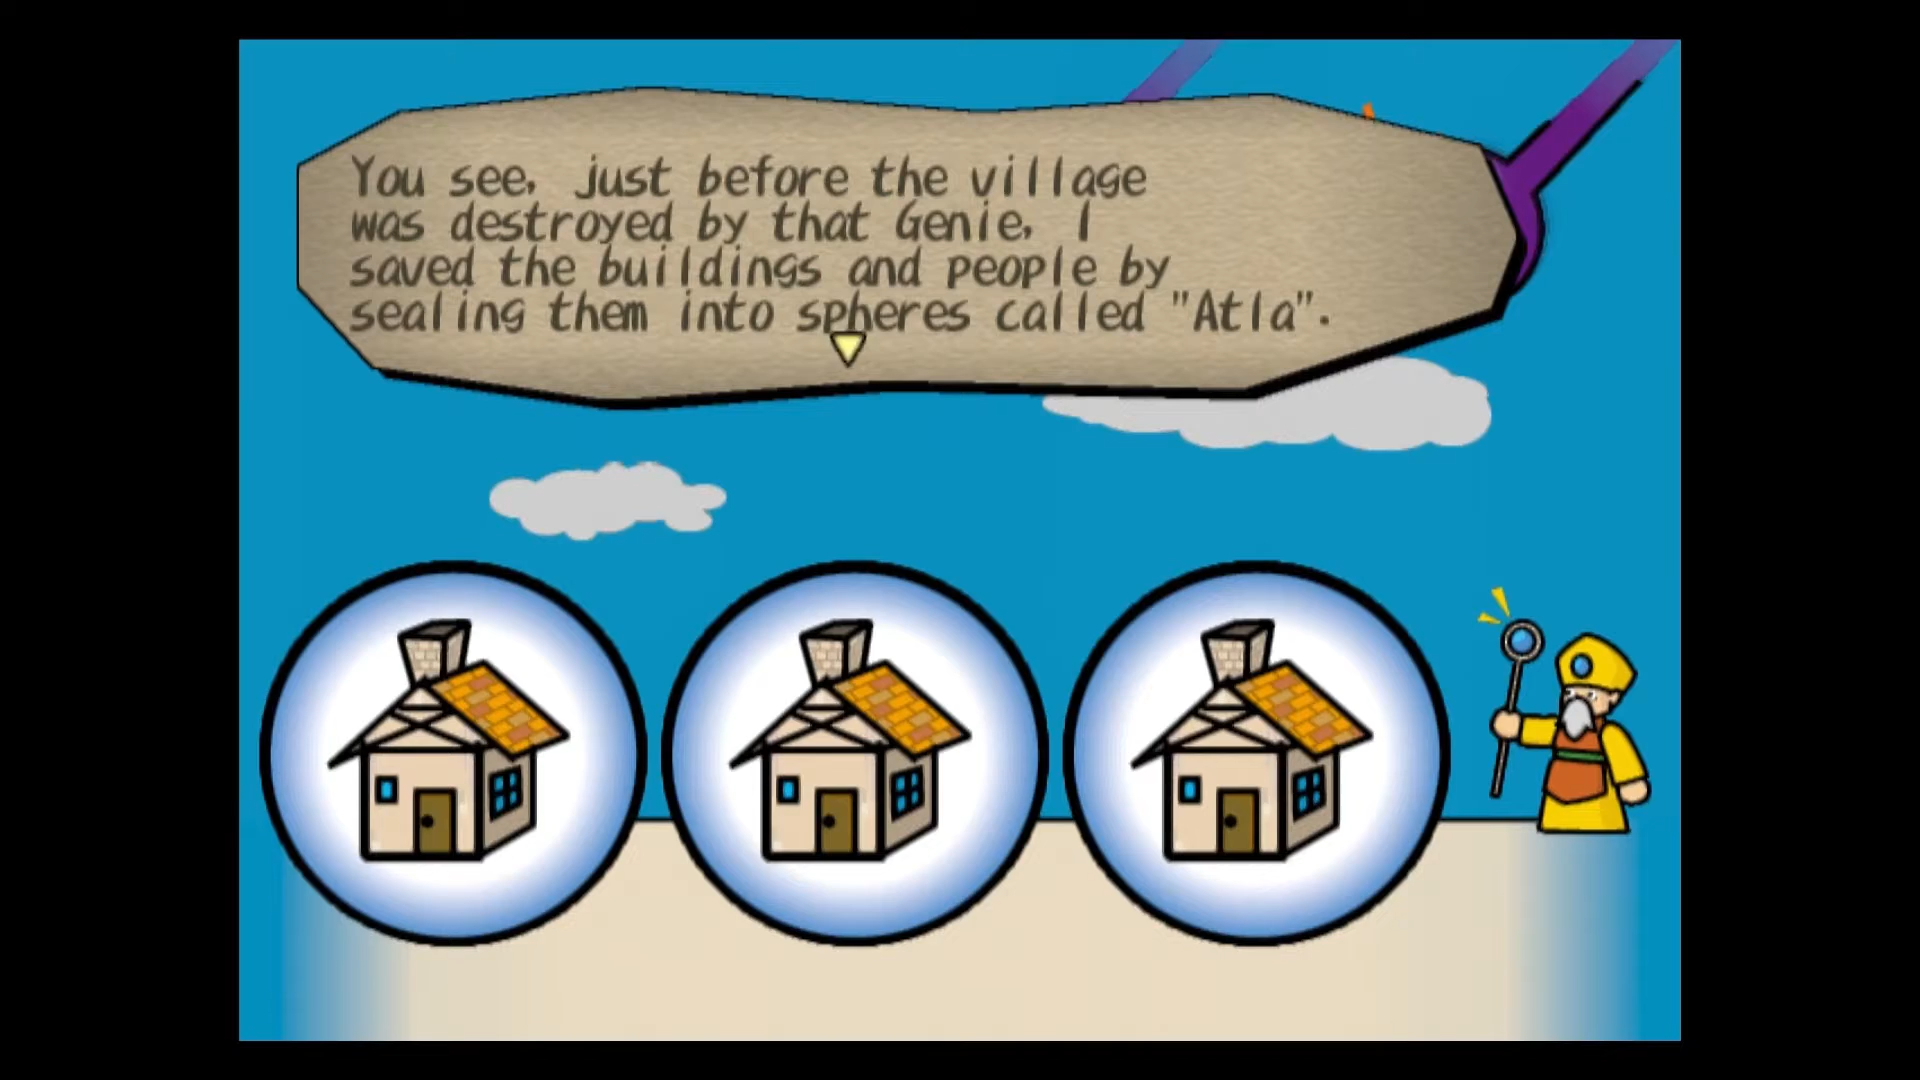 You see, just before the village
was destroyed by that Genie, I
saved the buildings and people by
sealing them into spheres called "Atla".